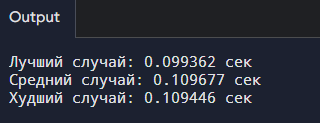 Output
Лучший случай: 0.099362 сек
Средний случай: 0.109677 сек
Худший случай: 0.109446 сек